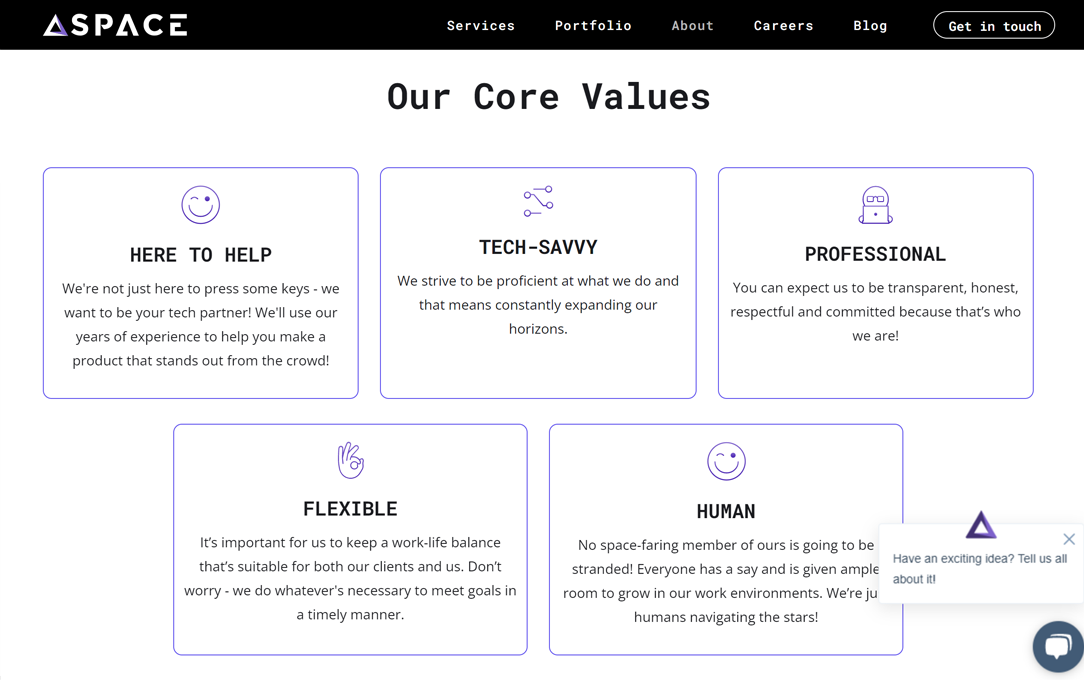 ASPACE
Services
Portfolio
About
Careers
Blog
Get in touch
Our Core Values
HERE TO HELP
We're not just here to press some keys - we
want to be your tech partner! We'll use our
years of experience to help you make a
product that stands out from the crowd!
TECH-SAVVY
We strive to be proficient at what we do and
that means constantly expanding our
horizons.
PROFESSIONAL
You can expect us to be transparent, honest,
respectful and committed because that’s who
we are!
FLEXIBLE
It’s important for us to keep a work-life balance
that’s suitable for both our clients and us. Don’t
worry - we do whatever's necessary to meet goals in
a timely manner.
HUMAN
No space-faring member of ours is going to be
stranded! Everyone has a say and is given ample
room to grow in our work environments. We’re
humans navigating the stars!
Have an exciting idea? Tell us all
about it!